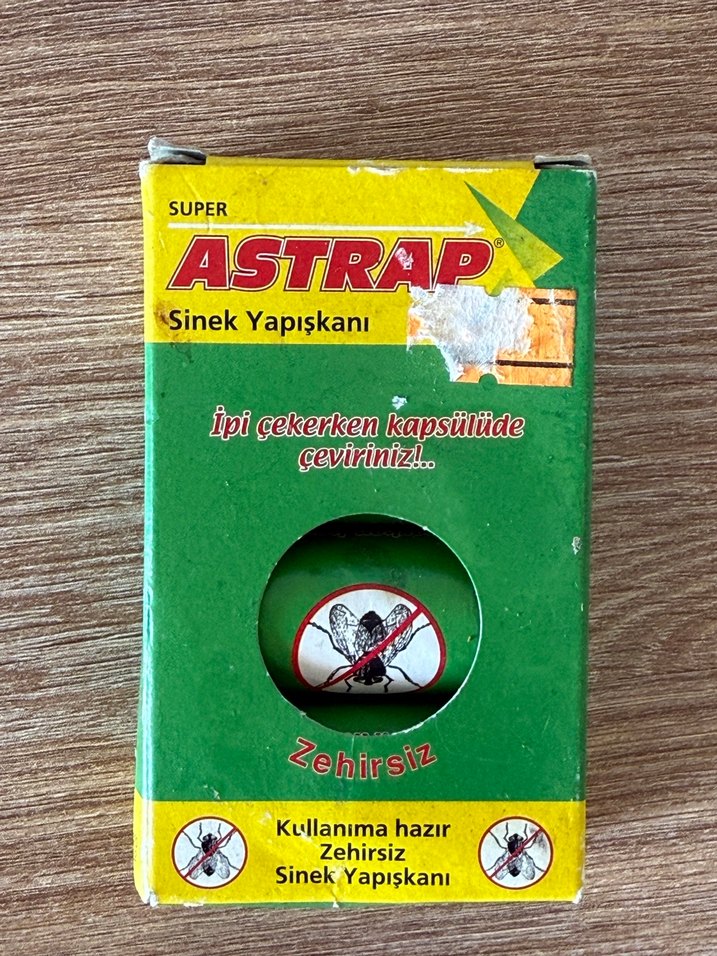 SUPER
ASTRAP®
Sinek Yapışkanı
İpi çekerken kapsülüde
çeviriniz!..
Zehirsiz
Kullanıma hazır
Zehirsiz
Sinek Yapışkanı